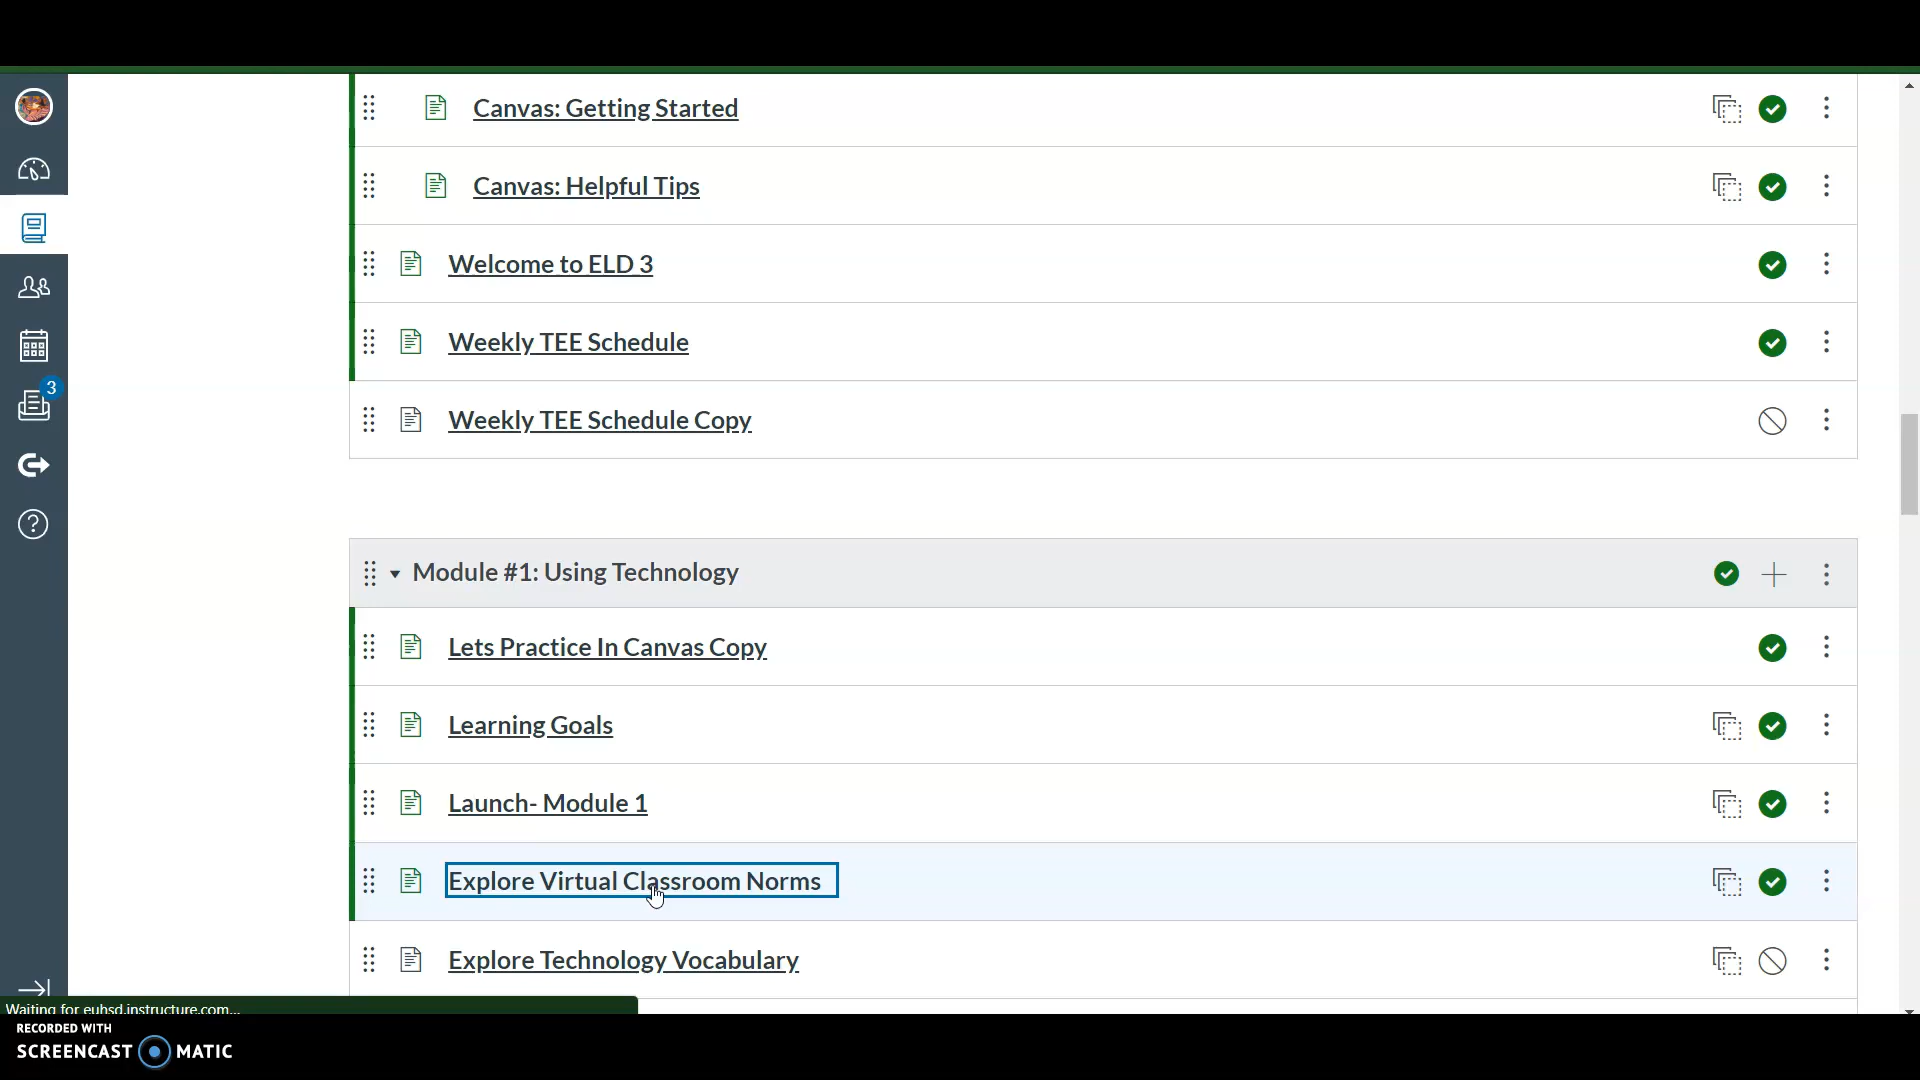 Canvas: Getting Started
Canvas: Helpful Tips
Welcome to ELD 3
Weekly TEE Schedule
3
Weekly TEE Schedule Copy
Module #1: Using Technology
Lets Practice In Canvas Copy
Learning Goals
Launch- Module 1
Explore Virtual Classroom Norms
Explore Technology Vocabulary
Waiting for euhsd.instructure.com...
RECORDED WITH
SCREENCAST MATIC